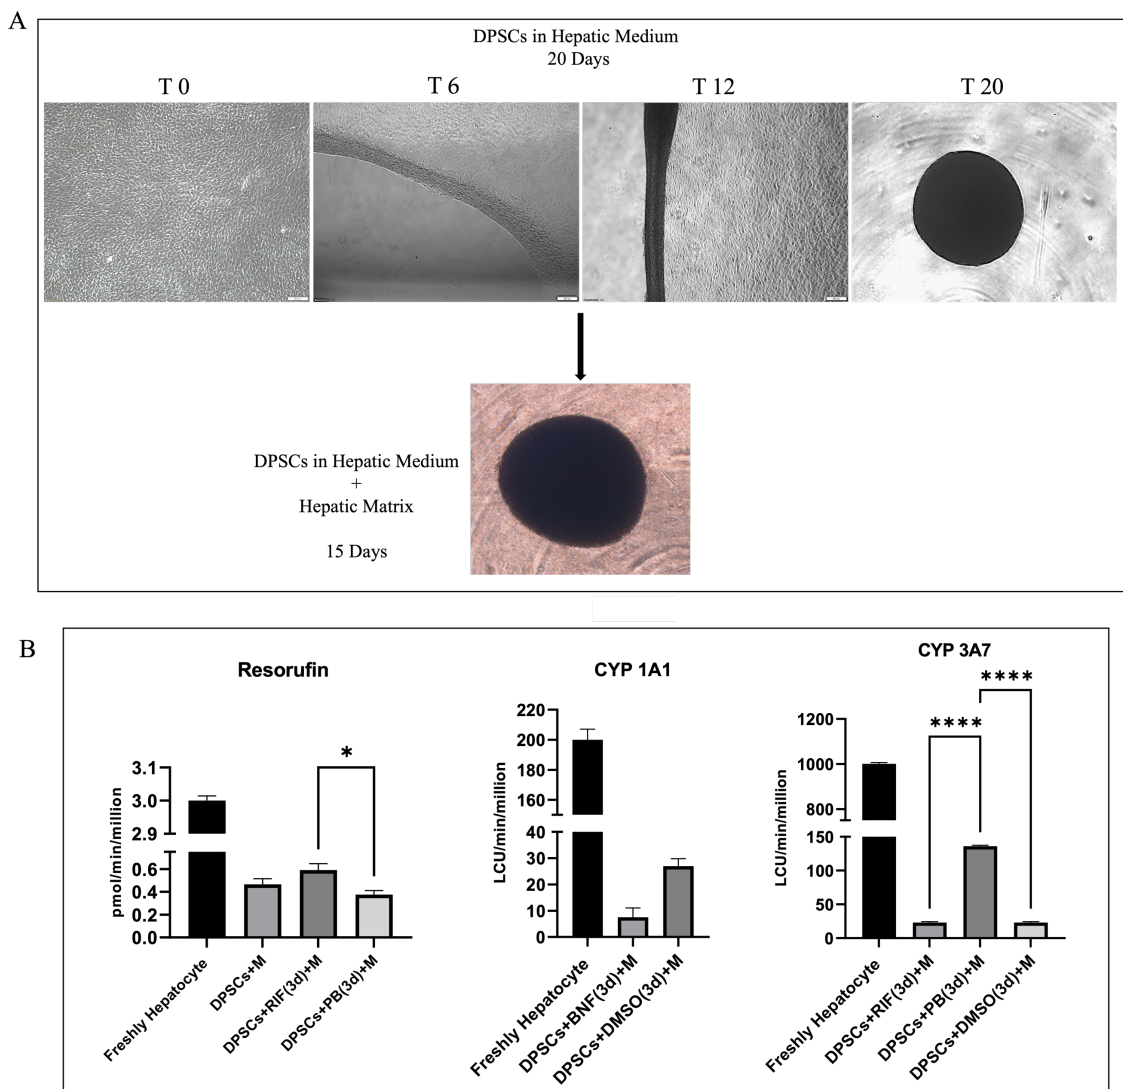 A
DPSCs in Hepatic Medium
20 Days
T 0
T 6
T 12
T 20
DPSCs in Hepatic Medium
+
Hepatic Matrix
15 Days
B
Resorufin
pmol/min/million
3.1
3.0
2.9
0.6
0.4
0.2
0.0
*
Freshly Hepatocyte
DPSCs+M
DPSCs+RIF(3d)+M
DPSCs+PB(3d)+M
CYP 1A1
LCU/min/million
220
200
180
160
40
30
20
10
0
Freshly Hepatocyte
DPSCs+BNF(3d)+M
DPSCs+DMSO(3d)+M
CYP 3A7
LCU/min/million
1200
1000
800
150
100
50
0
****
****
Freshly Hepatocyte
DPSCs+RIF(3d)+M
DPSCs+PB(3d)+M
DPSCs+DMSO(3d)+M